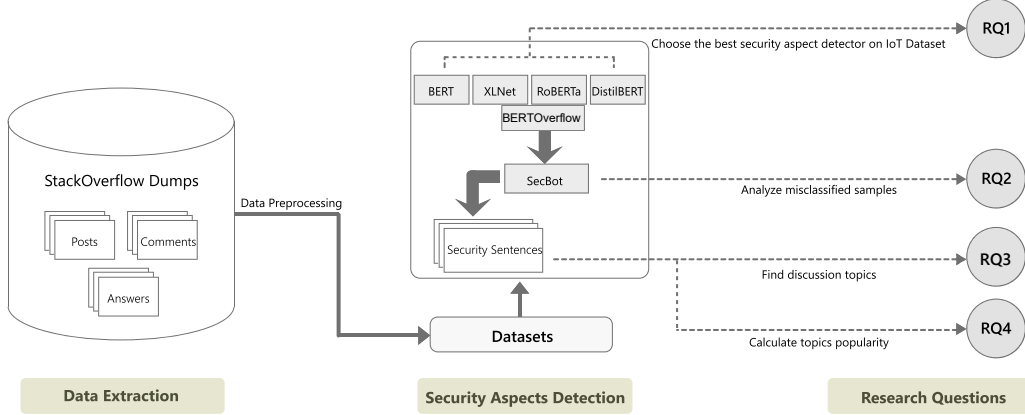 RQ1
Choose the best security aspect detector on IoT Dataset
BERT
XLNet
RoBERTa
DistilBERT
BERTOverflow
StackOverflow Dumps
SecBot
RQ2
Analyze misclassified samples
Data Preprocessing
Posts
Comments
Security Sentences
RQ3
Find discussion topics
Answers
RQ4
Datasets
Calculate topics popularity
Data Extraction
Security Aspects Detection
Research Questions